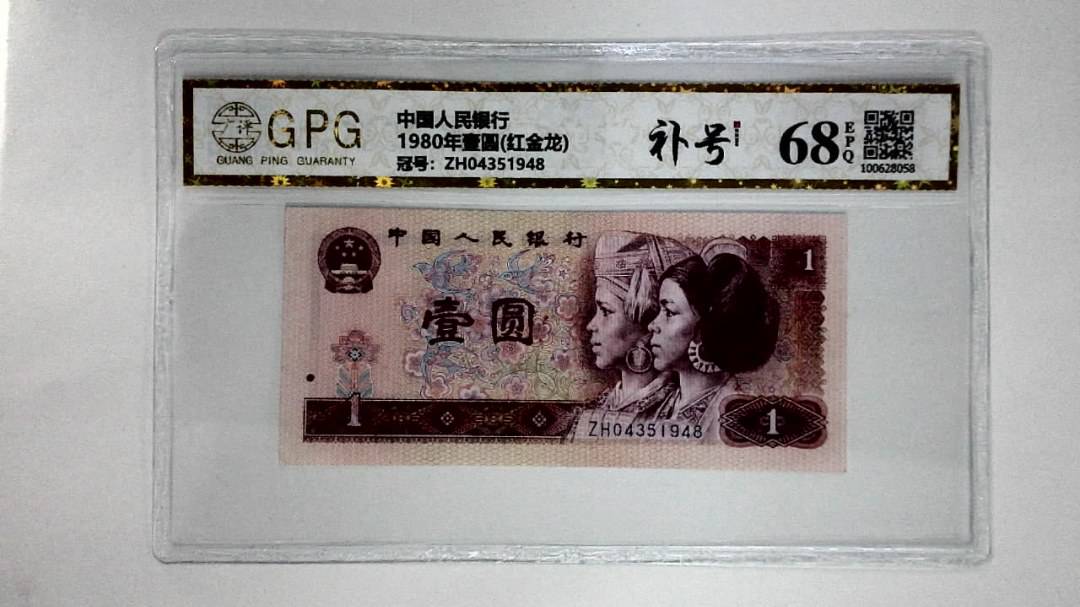 广评
GPG
GUANG PING GUARANTY
中国人民银行
1980年壹圆(红金龙)
冠号: ZH04351948
补号
68
EPQ
100628058
中国人民银行
1
壹圆
1
ZH04351948
1